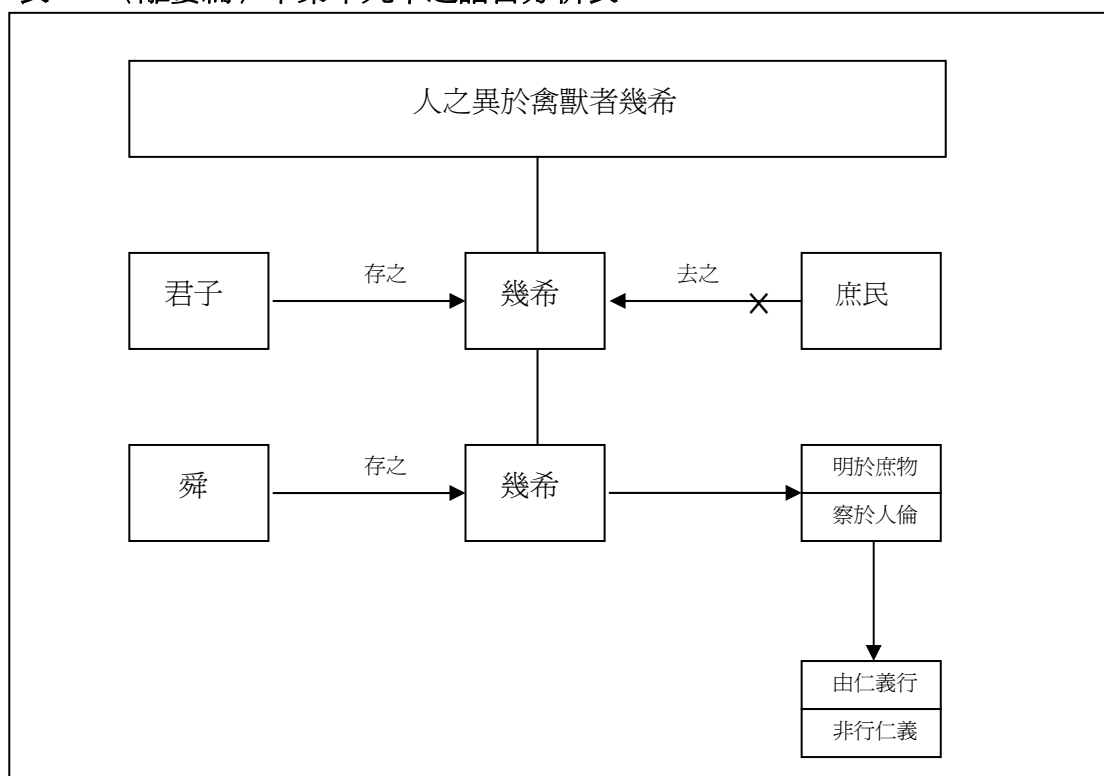 人之異於禽獸者幾希
君子
存之
幾希
去之
庶民
舜
存之
幾希
明於庶物
察於人倫
由仁義行
非行仁義